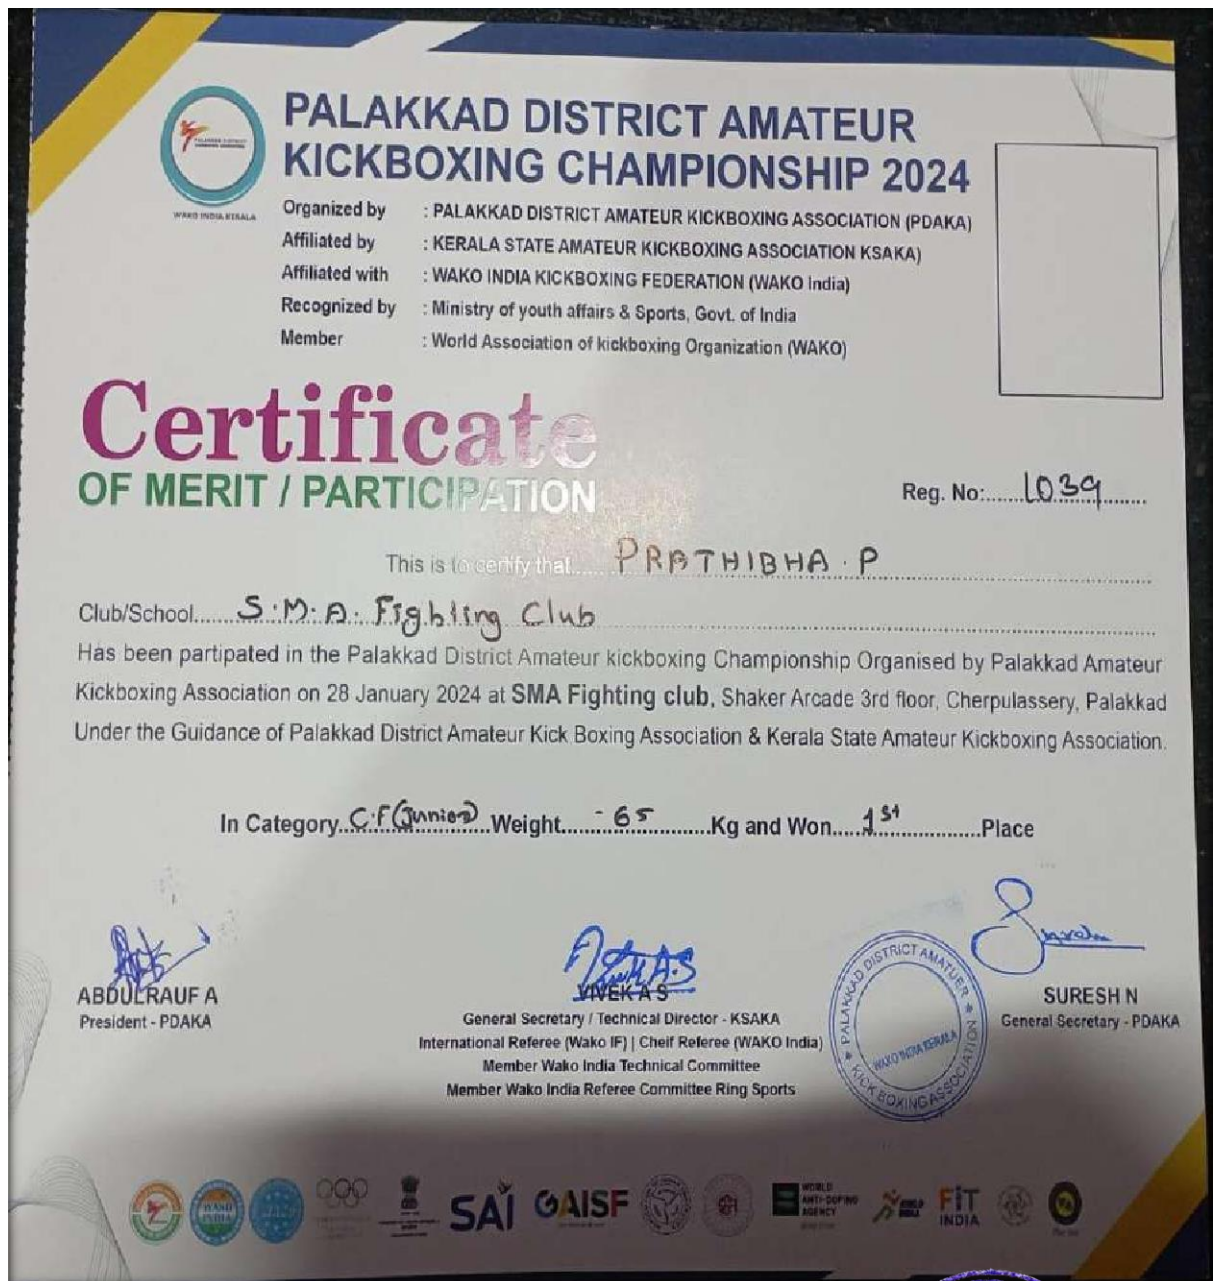 PALAKKAD DISTRICT AMATEUR
KICKBOXING CHAMPIONSHIP 2024
WAKO INDIA KERALA
Organized by : PALAKKAD DISTRICT AMATEUR KICKBOXING ASSOCIATION (PDAKA)
Affiliated by : KERALA STATE AMATEUR KICKBOXING ASSOCIATION KSAKA)
Affiliated with : WAKO INDIA KICKBOXING FEDERATION (WAKO India)
Recognized by : Ministry of youth affairs & Sports, Govt. of India
Member : World Association of kickboxing Organization (WAKO)
Certificate
OF MERIT / PARTICIPATION
Reg. No:......1039........
This is to certify that..... PRATHIBHA . P
Club/School..... S.M.A. Fighling Club
Has been partipated in the Palakkad District Amateur kickboxing Championship Organised by Palakkad Amateur
Kickboxing Association on 28 January 2024 at SMA Fighting club, Shaker Arcade 3rd floor, Cherpulassery, Palakkad
Under the Guidance of Palakkad District Amateur Kick Boxing Association & Kerala State Amateur Kickboxing Association.
In Category..C.F(Junior)..Weight......-65........Kg and Won.....1st............Place
ABDULRAUF A
President - PDAKA
VIVEK A S
General Secretary / Technical Director - KSAKA
International Referee (Wako IF) | Cheif Referee (WAKO India)
Member Wako India Technical Committee
Member Wako India Referee Committee Ring Sports
PALAKKAD DISTRICT AMATUER
KICK BOXING ASSOCIATION
WAKO INDIA KERALA
SURESH N
General Secretary - PDAKA
WAKO INDIA
SAI
GAISF
WORLD
ANTI-DOPING
AGENCY
FIT
INDIA